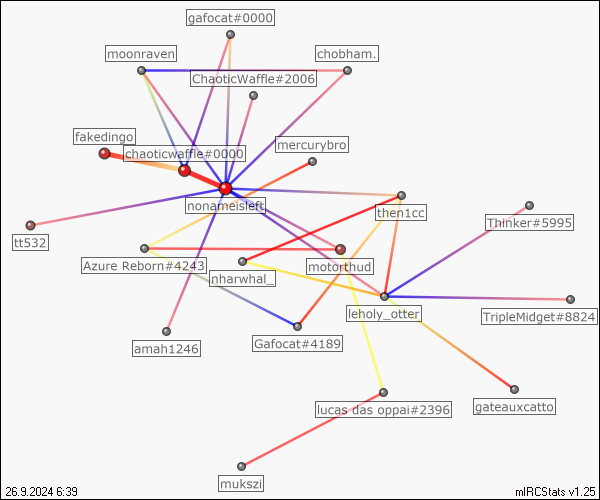 gafocat#0000
moonraven
chobham.
ChaoticWaffle#2006
fakedingo
mercurybro
chaoticwaffle#0000
nonameisleft
then1cc
Thinker#5995
tt532
Azure Reborn#4243
motorthud
nharwhal_
leholy_otter
TripleMidget#8824
amah1246
Gafocat#4189
lucas das oppai#2396
gateauxcatto
mukszi
26.9.2024 6:39
mIRCStats v1.25